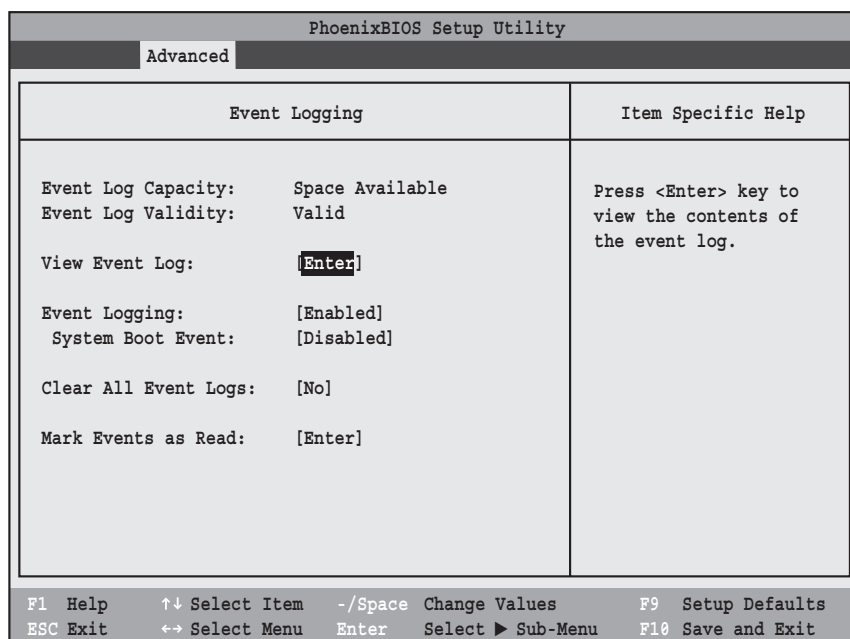 PhoenixBIOS Setup Utility
Advanced
Event Logging
Item Specific Help
Event Log Capacity: Space Available
Event Log Validity: Valid
View Event Log: [Enter]
Event Logging: [Enabled]
System Boot Event: [Disabled]
Clear All Event Logs: [No]
Mark Events as Read: [Enter]
Press <Enter> key to
view the contents of
the event log.
F1 Help ↑↓ Select Item -/Space Change Values F9 Setup Defaults
ESC Exit ←→ Select Menu Enter Select ▶ Sub-Menu F10 Save and Exit